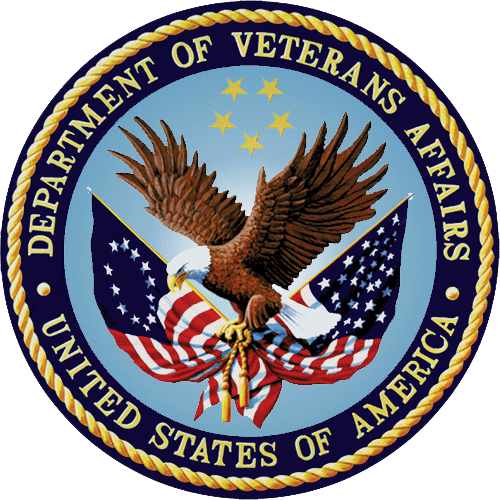 DEPARTMENT OF VETERANS AFFAIRS
UNITED STATES OF AMERICA